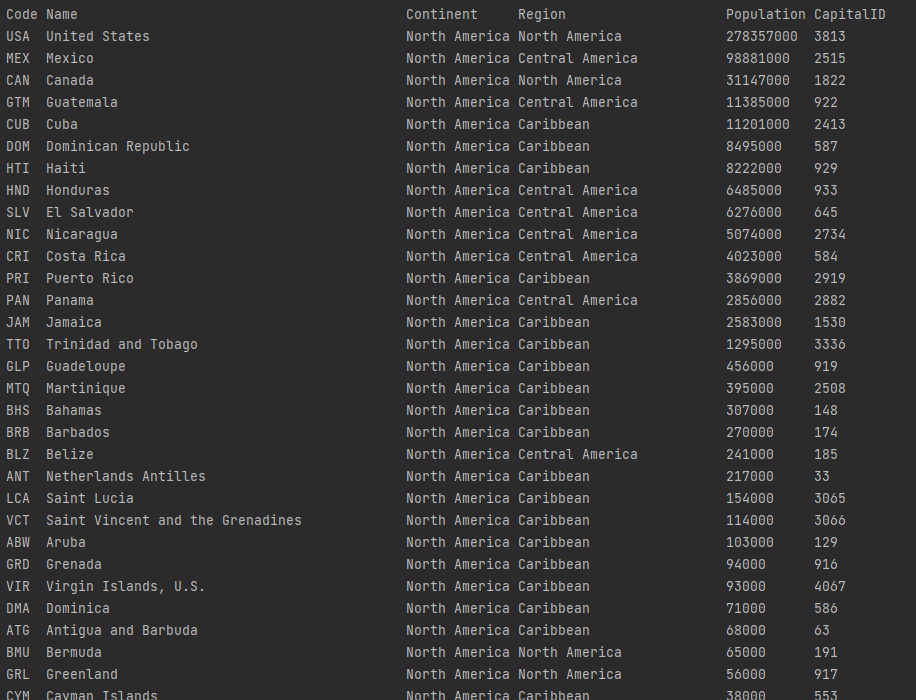 Code Name Continent Region Population CapitalID
USA United States North America North America 278357000 3813
MEX Mexico North America Central America 98881000 2515
CAN Canada North America North America 31147000 1822
GTM Guatemala North America Central America 11385000 922
CUB Cuba North America Caribbean 11201000 2413
DOM Dominican Republic North America Caribbean 8495000 587
HTI Haiti North America Caribbean 8222000 929
HND Honduras North America Central America 6485000 933
SLV El Salvador North America Central America 6276000 645
NIC Nicaragua North America Central America 5074000 2734
CRI Costa Rica North America Central America 4023000 584
PRI Puerto Rico North America Caribbean 3869000 2919
PAN Panama North America Central America 2856000 2882
JAM Jamaica North America Caribbean 2583000 1530
TTO Trinidad and Tobago North America Caribbean 1295000 3336
GLP Guadeloupe North America Caribbean 456000 919
MTQ Martinique North America Caribbean 395000 2508
BHS Bahamas North America Caribbean 307000 148
BRB Barbados North America Caribbean 270000 174
BLZ Belize North America Central America 241000 185
ANT Netherlands Antilles North America Caribbean 217000 33
LCA Saint Lucia North America Caribbean 154000 3065
VCT Saint Vincent and the Grenadines North America Caribbean 114000 3066
ABW Aruba North America Caribbean 103000 129
GRD Grenada North America Caribbean 94000 916
VIR Virgin Islands, U.S. North America Caribbean 93000 4067
DMA Dominica North America Caribbean 71000 586
ATG Antigua and Barbuda North America Caribbean 68000 63
BMU Bermuda North America North America 65000 191
GRL Greenland North America North America 56000 917
CYM Cayman Islands North America Caribbean 38000 553